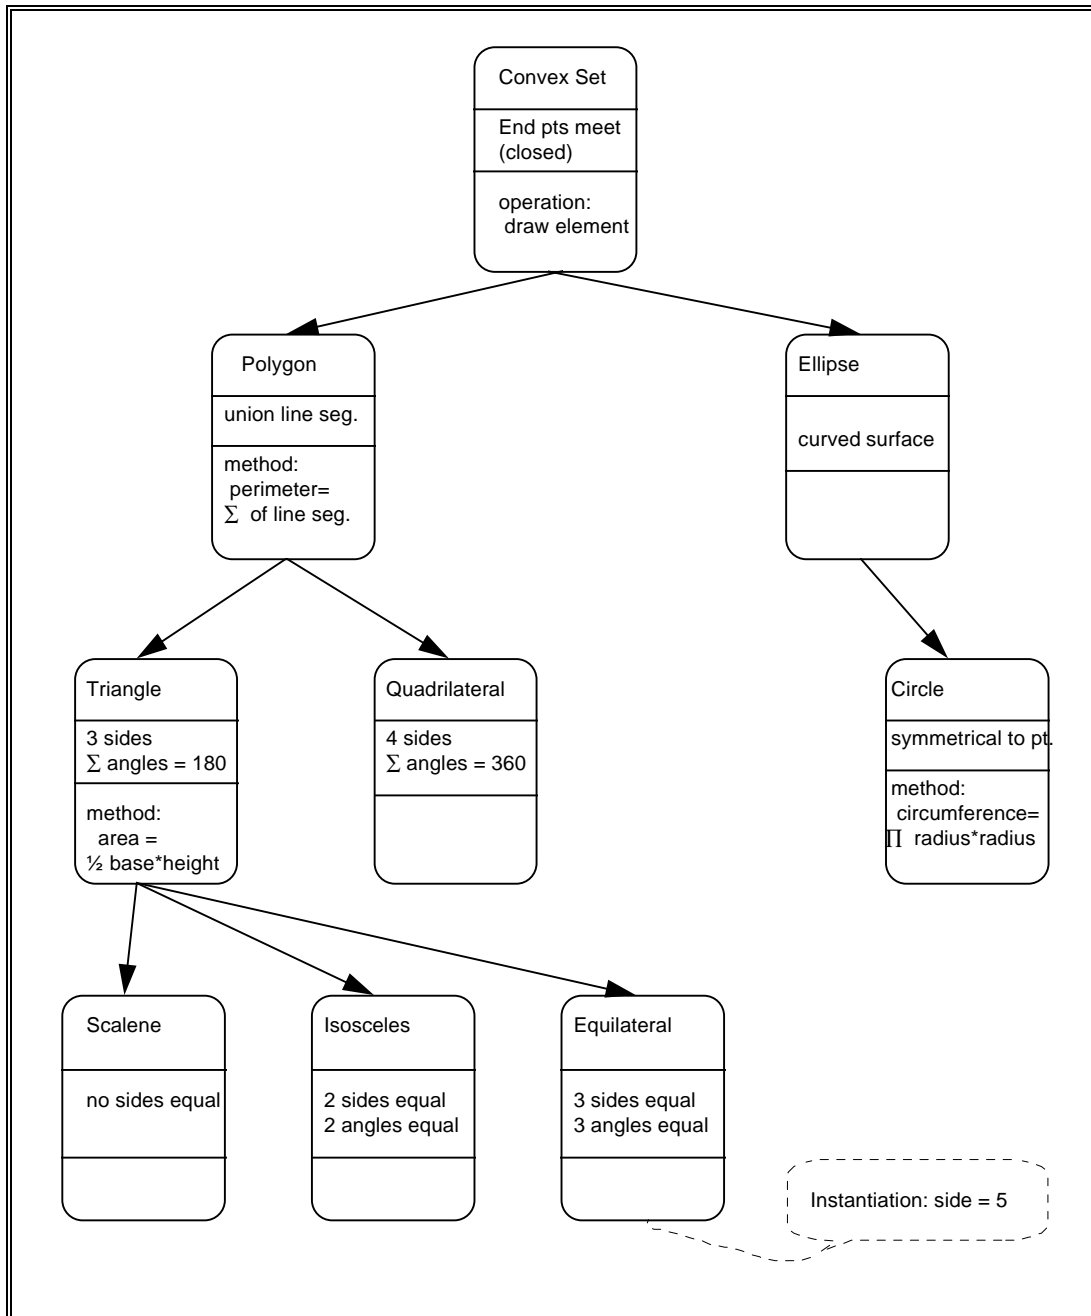 Convex Set
End pts meet
(closed)
operation:
draw element
Polygon
union line seg.
method:
perimeter=
Σ of line seg.
Ellipse
curved surface
Triangle
3 sides
Σ angles = 180
method:
area =
½ base*height
Quadrilateral
4 sides
Σ angles = 360
Circle
symmetrical to pt.
method:
circumference=
Π radius*radius
Scalene
no sides equal
Isosceles
2 sides equal
2 angles equal
Equilateral
3 sides equal
3 angles equal
Instantiation: side = 5